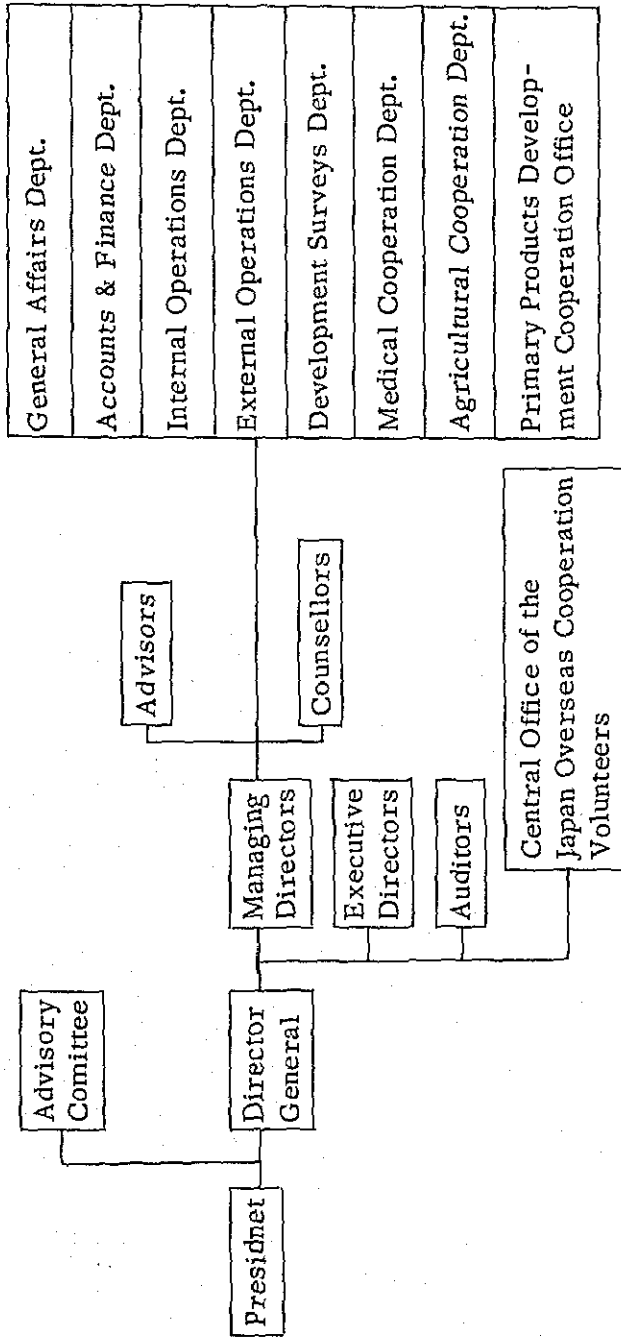 Presidnet
Advisory
Comittee
Director
General
Managing
Directors
Executive
Directors
Auditors
Central Office of the
Japan Overseas Cooperation
Volunteers
Advisors
Counsellors
General Affairs Dept.
Accounts & Finance Dept.
Internal Operations Dept.
External Operations Dept.
Development Surveys Dept.
Medical Cooperation Dept.
Agricultural Cooperation Dept.
Primary Products Develop-
ment Cooperation Office